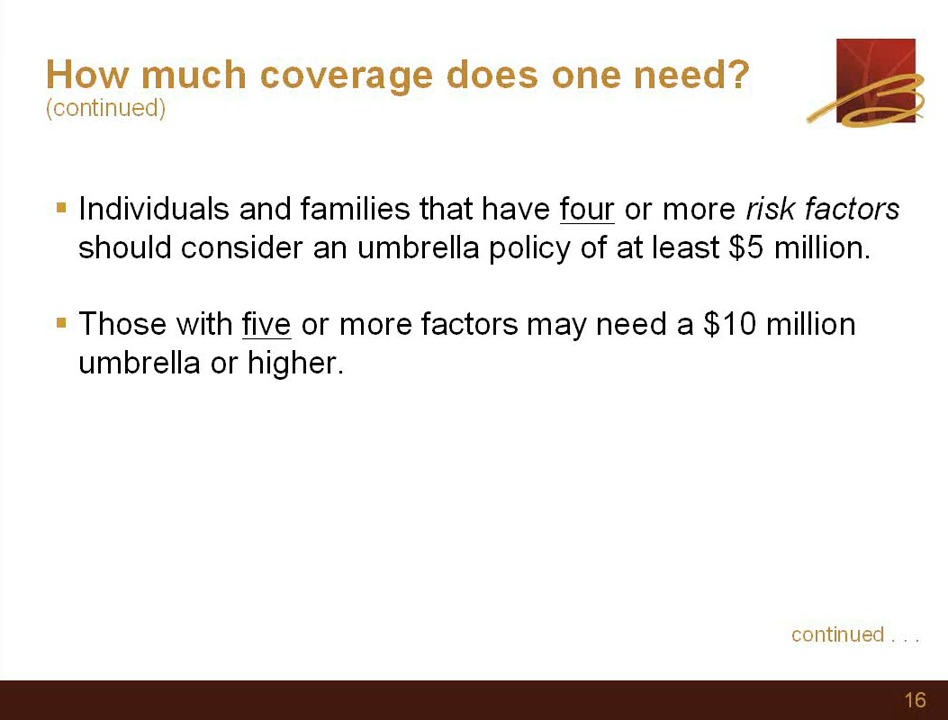 How much coverage does one need?
(continued)
▪ Individuals and families that have four or more risk factors
should consider an umbrella policy of at least $5 million.
▪ Those with five or more factors may need a $10 million
umbrella or higher.
continued . . .
16